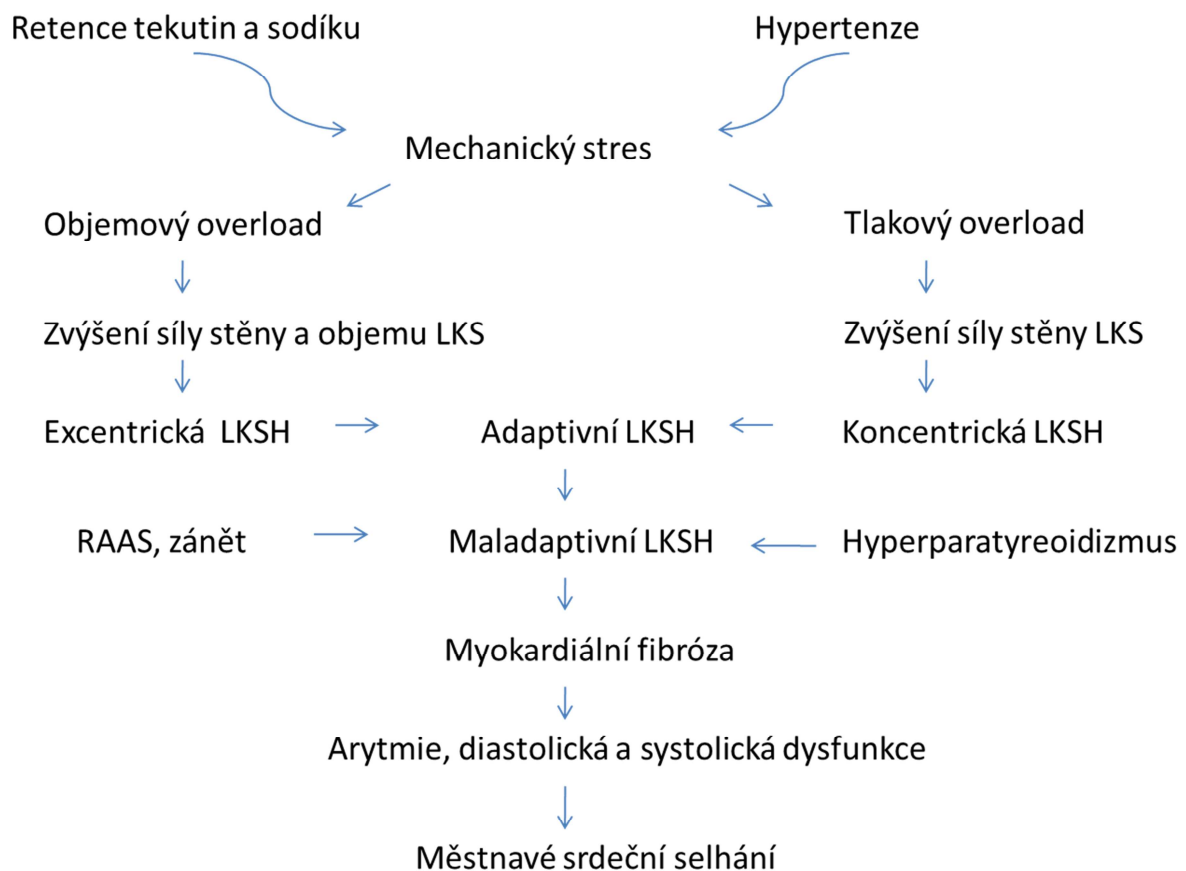 Retence tekutin a sodíku
Hypertenze
Mechanický stres
Objemový overload
Tlakový overload
Zvýšení síly stěny a objemu LKS
Zvýšení síly stěny LKS
Excentrická LKSH
Adaptivní LKSH
Koncentrická LKSH
RAAS, zánět
Maladaptivní LKSH
Hyperparatyreoidizmus
Myokardiální fibróza
Arytmie, diastolická a systolická dysfunkce
Městnavé srdeční selhání